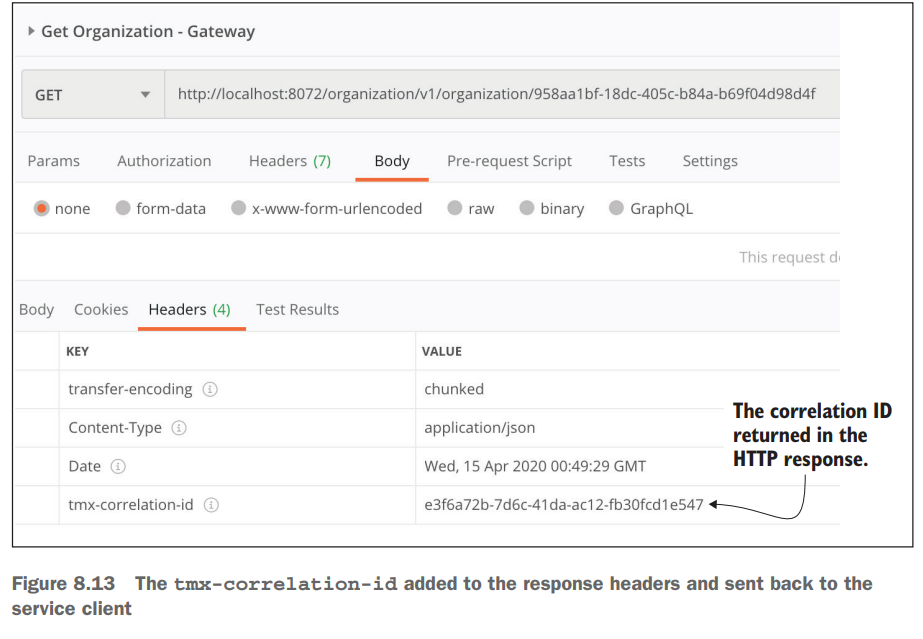 Get Organization - Gateway
GET http://localhost:8072/organization/v1/organization/958aa1bf-18dc-405c-b84a-b69f04d98d4f
Params Authorization Headers (7) Body Pre-request Script Tests Settings
none form-data x-www-form-urlencoded raw binary GraphQL
This request d
Body Cookies Headers (4) Test Results
KEY VALUE
transfer-encoding chunked
Content-Type application/json
Date Wed, 15 Apr 2020 00:49:29 GMT
tmx-correlation-id e3f6a72b-7d6c-41da-ac12-fb30fcd1e547
The correlation ID
returned in the
HTTP response.
Figure 8.13 The tmx-correlation-id added to the response headers and sent back to the
service client